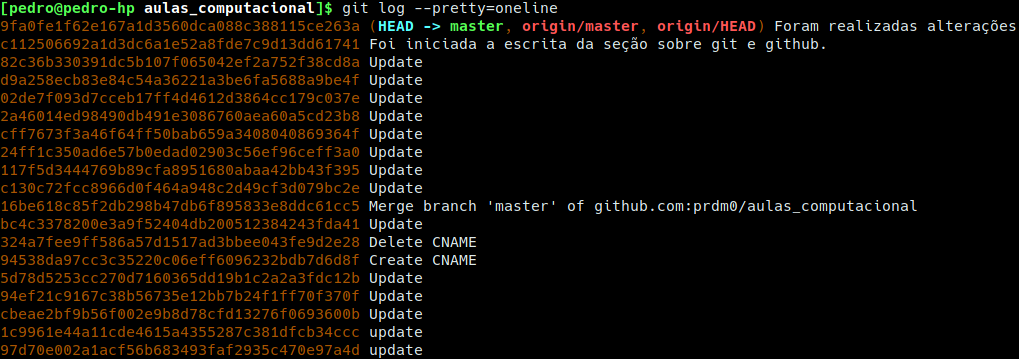 [pedro@pedro-hp aulas_computacional]$ git log --pretty=oneline
9fa0fe1f62e167a1d3560dca088c388115ce263a (HEAD -> master, origin/master, origin/HEAD) Foram realizadas alterações
c112506692a1d3dc6a1e52a8fde7c9d13dd61741 Foi iniciada a escrita da seção sobre git e github.
82c36b330391dc5b107f065042ef2a752f38cd8a Update
d9a258ecb83e84c54a36221a3be6fa5688a9be4f Update
02de7f093d7cceb17ff4d4612d3864cc179c037e Update
2a46014ed98490db491e3086760aea60a5cd23b8 Update
cff7673f3a46f64ff50bab659a3408040869364f Update
24ff1c350ad6e57b0edad02903c56ef96ceff3a0 Update
117f5d3444769b89cfa8951680abaa42bb43f395 Update
c130c72fcc8966d0f464a948c2d49cf3d079bc2e Update
16be618c85f2db298b47db6f895833e8ddc61cc5 Merge branch 'master' of github.com:prdm0/aulas_computacional
bc4c3378200e3a9f52404db200512384243fda41 Update
324a7fee9ff586a57d1517ad3bbee043fe9d2e28 Delete CNAME
94538da97cc3c35220c06eff6096232bdb7d6d8f Create CNAME
5d78d5253cc270d7160365dd19b1c2a2a3fdc12b Update
94ef21c9167c38b56735e12bb7b24f1ff70f370f update
cbeae2bf9b56f002e9b8d78cfd13276f0693600b update
1c9961e44a11cde4615a4355287c381dfcb34ccc update
97d70e002a1acf56b683493faf2935c470e97a4d update